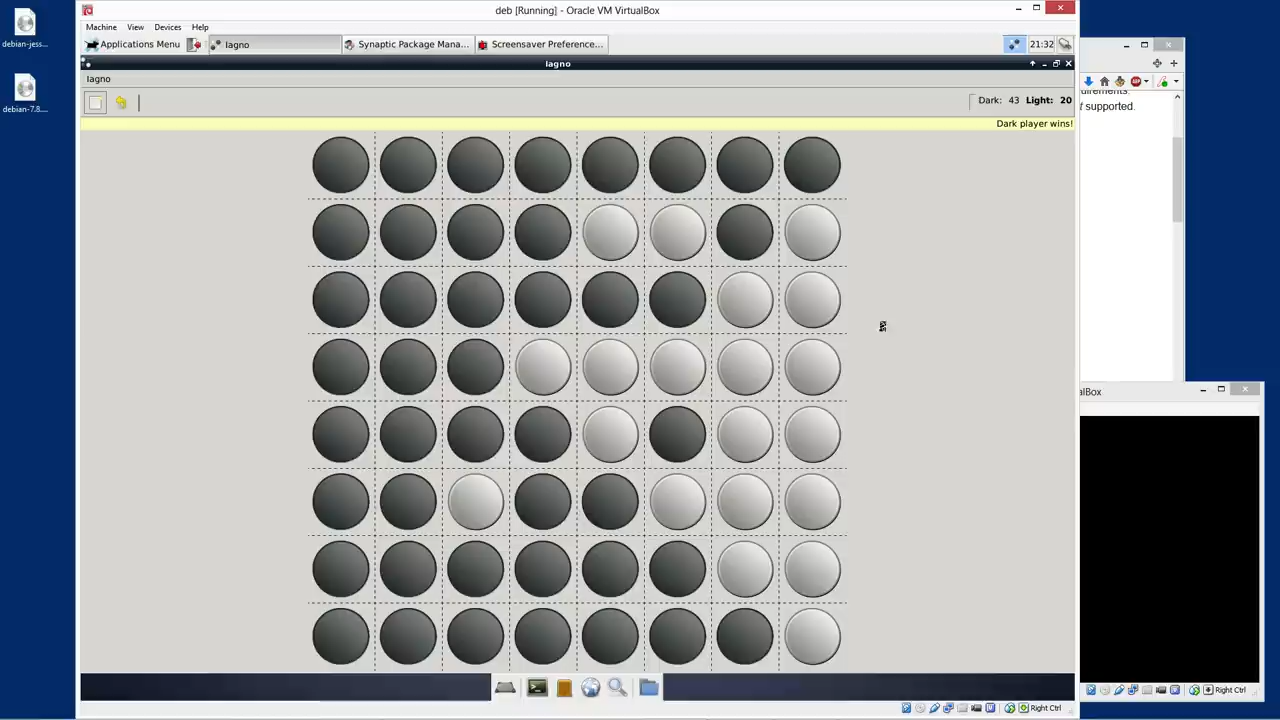 debian-jess...
debian-7.8....
deb [Running] - Oracle VM VirtualBox
Machine View Devices Help
Applications Menu
Iagno
Synaptic Package Mana...
Screensaver Preference...
21:32
Iagno
Iagno
Dark: 43 Light: 20
Dark player wins!
t supported.
alBox
Right Ctrl
Right Ctrl